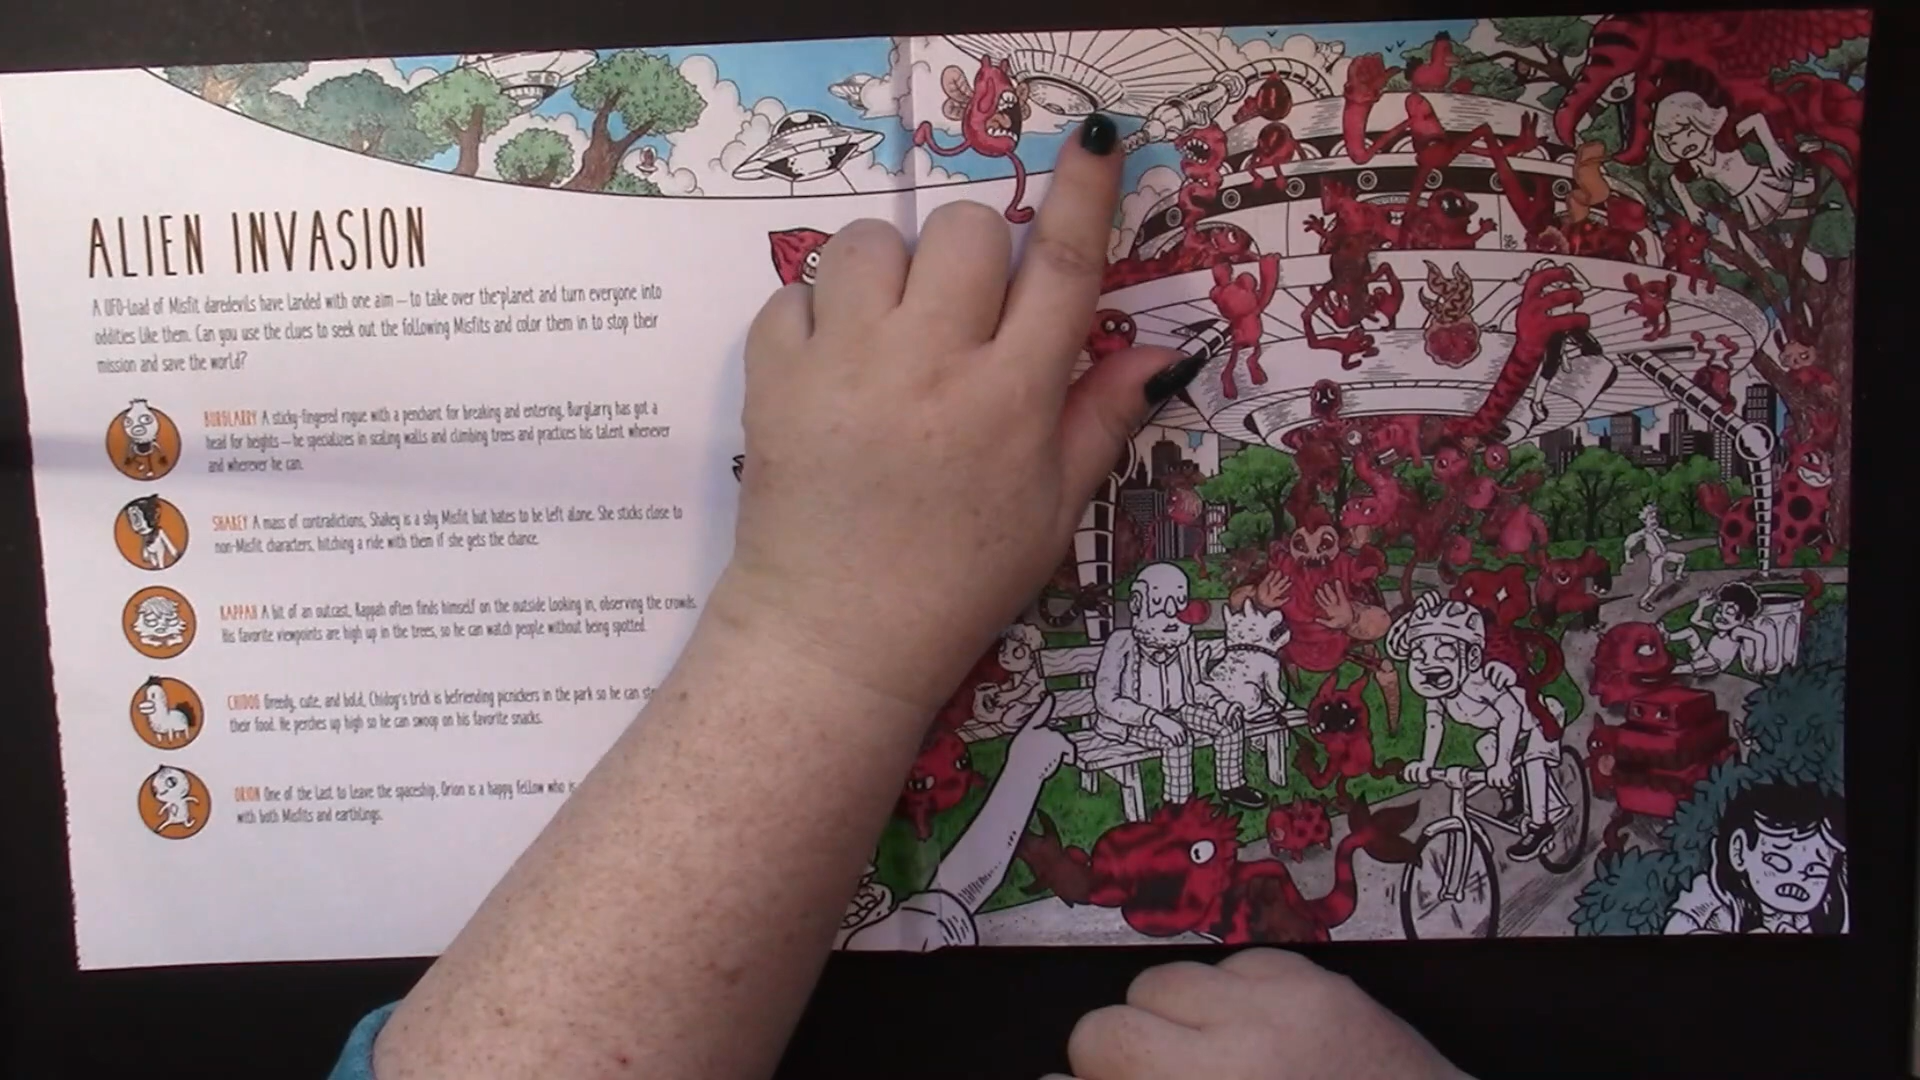 ALIEN INVASION
A UFO-load of Misfit daredevils have landed with one aim – to take over the planet and turn everyone into
oddities like them. Can you use the clues to seek out the following Misfits and color them in to stop their
mission and save the world?
BURGLARRY A sticky-fingered rogue with a penchant for breaking and entering, Burglarry has got a
head for heights – he specializes in scaling walls and climbing trees and practices his talent whenever
and wherever he can.
SHAKEY A mass of contradictions, Shakey is a shy Misfit but hates to be left alone. She sticks close to
non-Misfit characters, hitching a ride with them if she gets the chance.
KAPPAH A bit of an outcast, Kappah often finds himself on the outside looking in, observing the crowds.
His favorite viewpoints are high up in the trees, so he can watch people without being spotted.
CHIDOG Greedy, cute, and bold, Chidog's trick is befriending picnickers in the park so he can
their food. He perches up high so he can swoop on his favorite snacks.
ORION One of the last to leave the spaceship, Orion is a happy fellow who is
with both Misfits and earthlings.